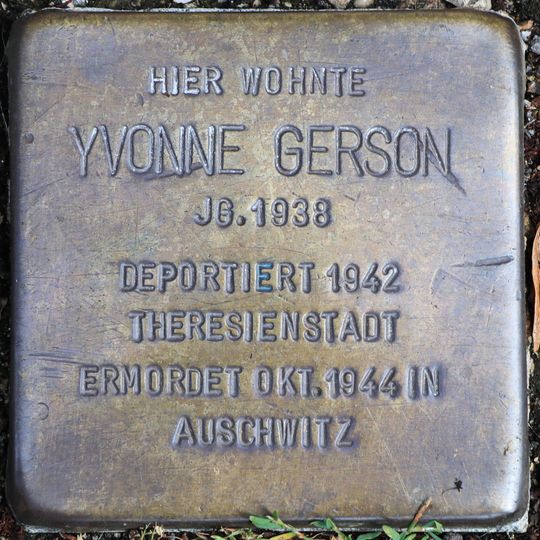 HIER WOHNTE
YVONNE GERSON
JG. 1938
DEPORTIERT 1942
THERESIENSTADT
ERMORDET OKT. 1944 IN
AUSCHWITZ